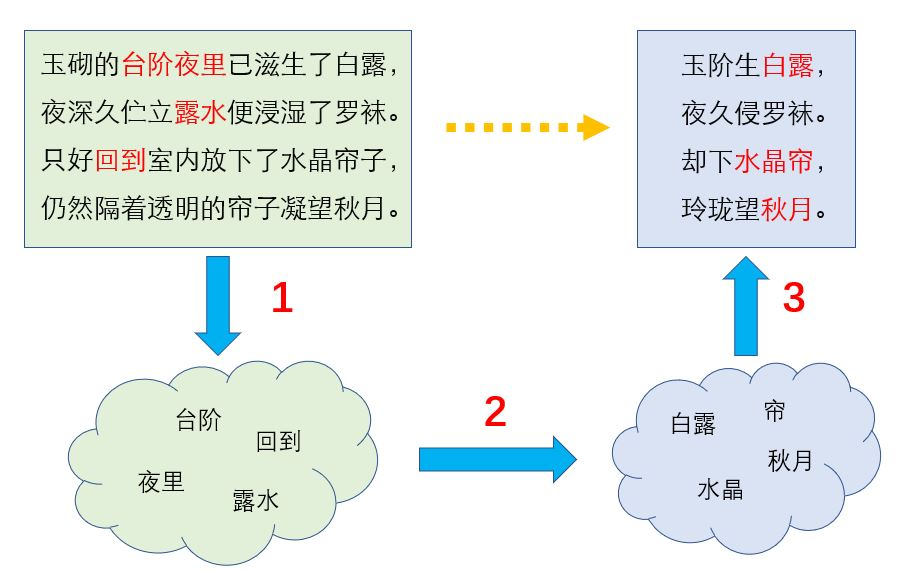 玉砌的台阶夜里已滋生了白露，
夜深久伫立露水便浸湿了罗袜。
只好回到室内放下了水晶帘子，
仍然隔着透明的帘子凝望秋月。
玉阶生白露，
夜久侵罗袜。
却下水晶帘，
玲珑望秋月。
1
2
3
台阶
回到
夜里
露水
白露
帘
秋月
水晶